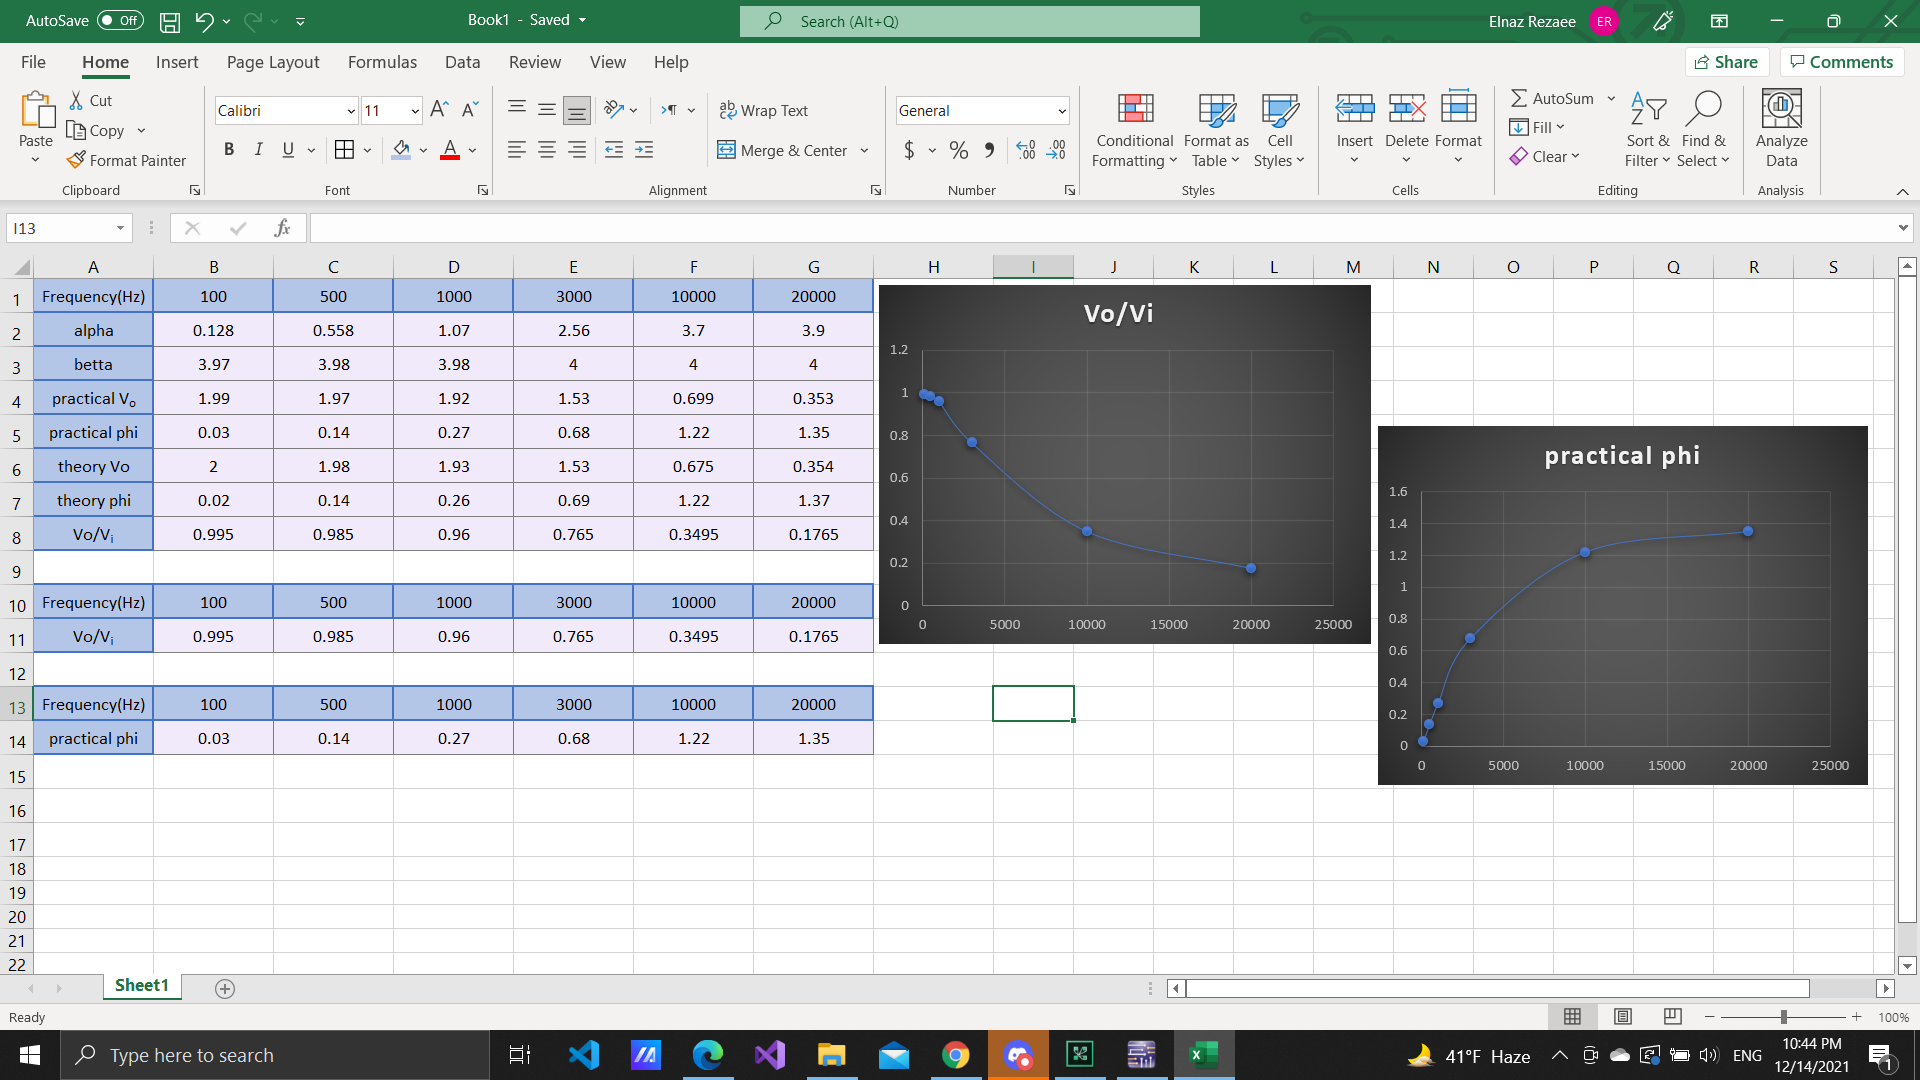 AutoSave Off Book1 - Saved Search (Alt+Q) Elnaz Rezaee ER
File Home Insert Page Layout Formulas Data Review View Help Share Comments
Paste Cut Copy Format Painter Clipboard
Calibri 11 B I U Font
Wrap Text Merge & Center Alignment
General $ % Number
Conditional Formatting Format as Table Cell Styles Styles
Insert Delete Format Cells
AutoSum Fill Clear Sort & Filter Find & Select Editing
Analyze Data Analysis
I13 fx
A B C D E F G H I J K L M N O P Q R S
1 Frequency(Hz) 100 500 1000 3000 10000 20000
2 alpha 0.128 0.558 1.07 2.56 3.7 3.9
3 betta 3.97 3.98 3.98 4 4 4
4 practical Vo 1.99 1.97 1.92 1.53 0.699 0.353
5 practical phi 0.03 0.14 0.27 0.68 1.22 1.35
6 theory Vo 2 1.98 1.93 1.53 0.675 0.354
7 theory phi 0.02 0.14 0.26 0.69 1.22 1.37
8 Vo/Vi 0.995 0.985 0.96 0.765 0.3495 0.1765
9
10 Frequency(Hz) 100 500 1000 3000 10000 20000
11 Vo/Vi 0.995 0.985 0.96 0.765 0.3495 0.1765
12
13 Frequency(Hz) 100 500 1000 3000 10000 20000
14 practical phi 0.03 0.14 0.27 0.68 1.22 1.35
15
16
17
18
19
20
21
22
Vo/Vi
1.2
1
0.8
0.6
0.4
0.2
0
0 5000 10000 15000 20000 25000
practical phi
1.6
1.4
1.2
1
0.8
0.6
0.4
0.2
0
0 5000 10000 15000 20000 25000
Sheet1
Ready 100%
Type here to search 41°F Haze ENG 10:44 PM
12/14/2021 1